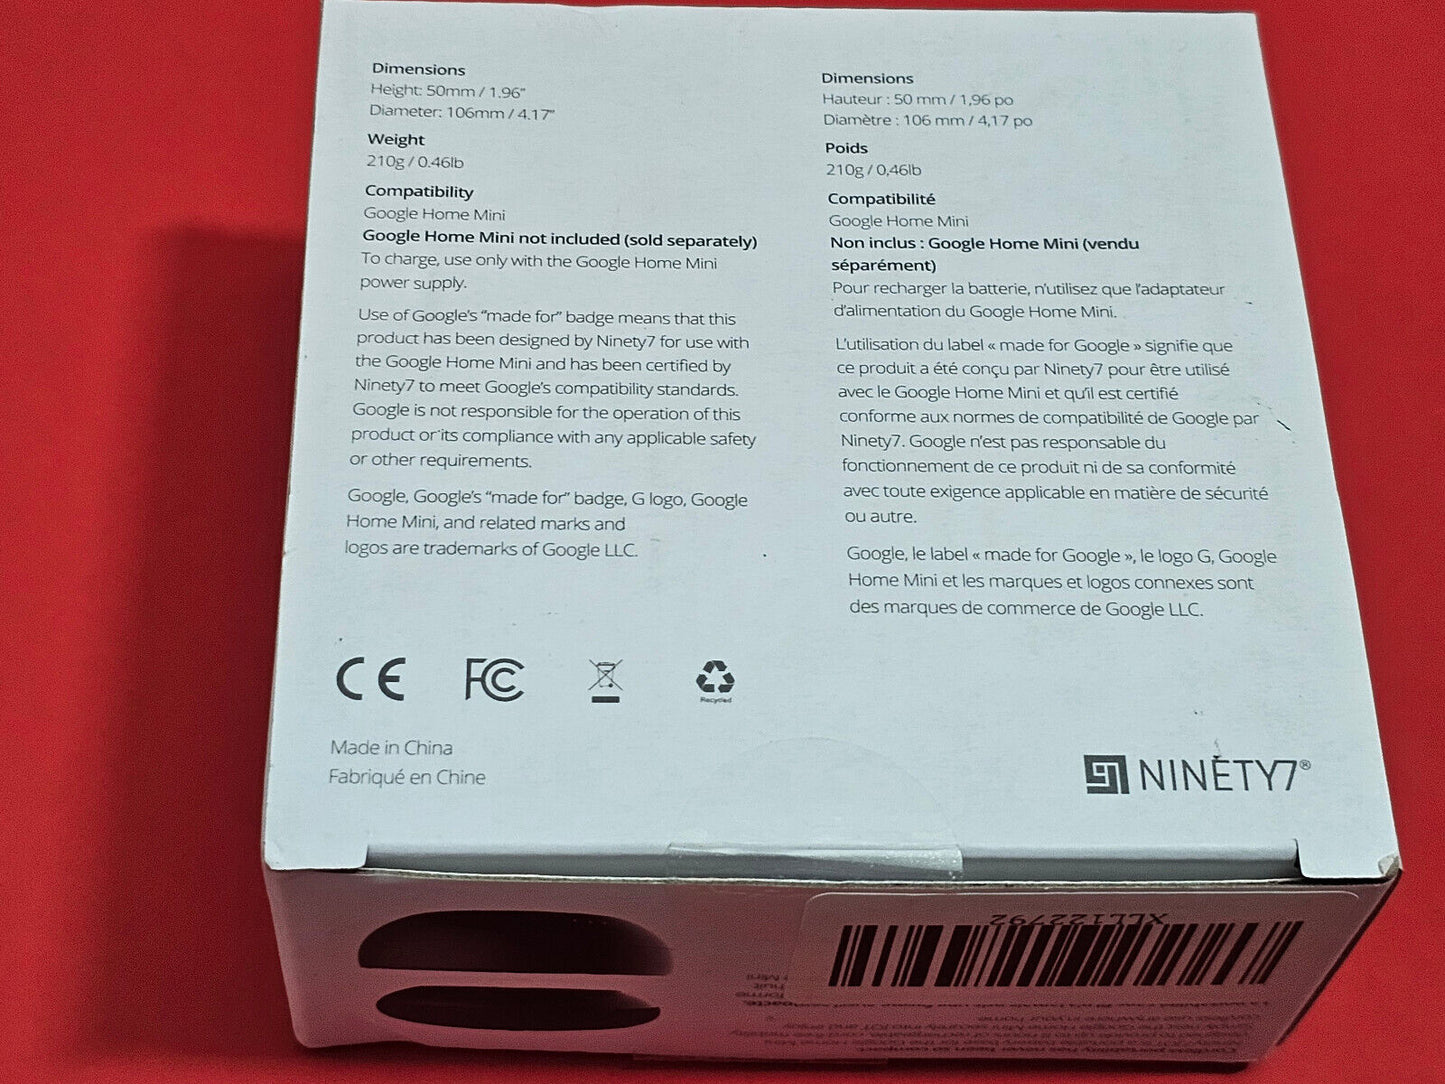 Dimensions
Height: 50mm / 1.96"
Diameter: 106mm / 4.17"
Weight
210g / 0.46lb
Compatibility
Google Home Mini
Google Home Mini not included (sold separately)
To charge, use only with the Google Home Mini
power supply.
Use of Google's "made for" badge means that this
product has been designed by Ninety7 for use with
the Google Home Mini and has been certified by
Ninety7 to meet Google's compatibility standards.
Google is not responsible for the operation of this
product or its compliance with any applicable safety
or other requirements.
Google, Google's "made for" badge, G logo, Google
Home Mini, and related marks and
logos are trademarks of Google LLC.
Dimensions
Hauteur : 50 mm / 1,96 po
Diamètre : 106 mm / 4,17 po
Poids
210g / 0,46lb
Compatibilité
Google Home Mini
Non inclus : Google Home Mini (vendu
séparément)
Pour recharger la batterie, n'utilisez que l'adaptateur
d'alimentation du Google Home Mini.
L'utilisation du label « made for Google » signifie que
ce produit a été conçu par Ninety7 pour être utilisé
avec le Google Home Mini et qu'il est certifié
conforme aux normes de compatibilité de Google par
Ninety7. Google n'est pas responsable du
fonctionnement de ce produit ni de sa conformité
avec toute exigence applicable en matière de sécurité
ou autre.
Google, le label « made for Google », le logo G, Google
Home Mini et les marques et logos connexes sont
des marques de commerce de Google LLC.
CE FC
Recycled
Made in China
Fabriqué en Chine
97 NINETY7®
XLL122792